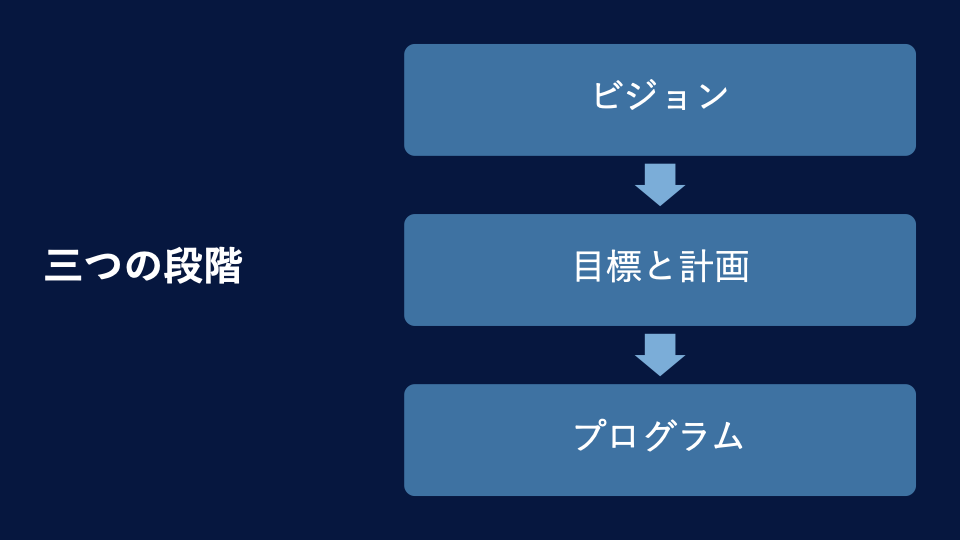 三つの段階
ビジョン
目標と計画
プログラム